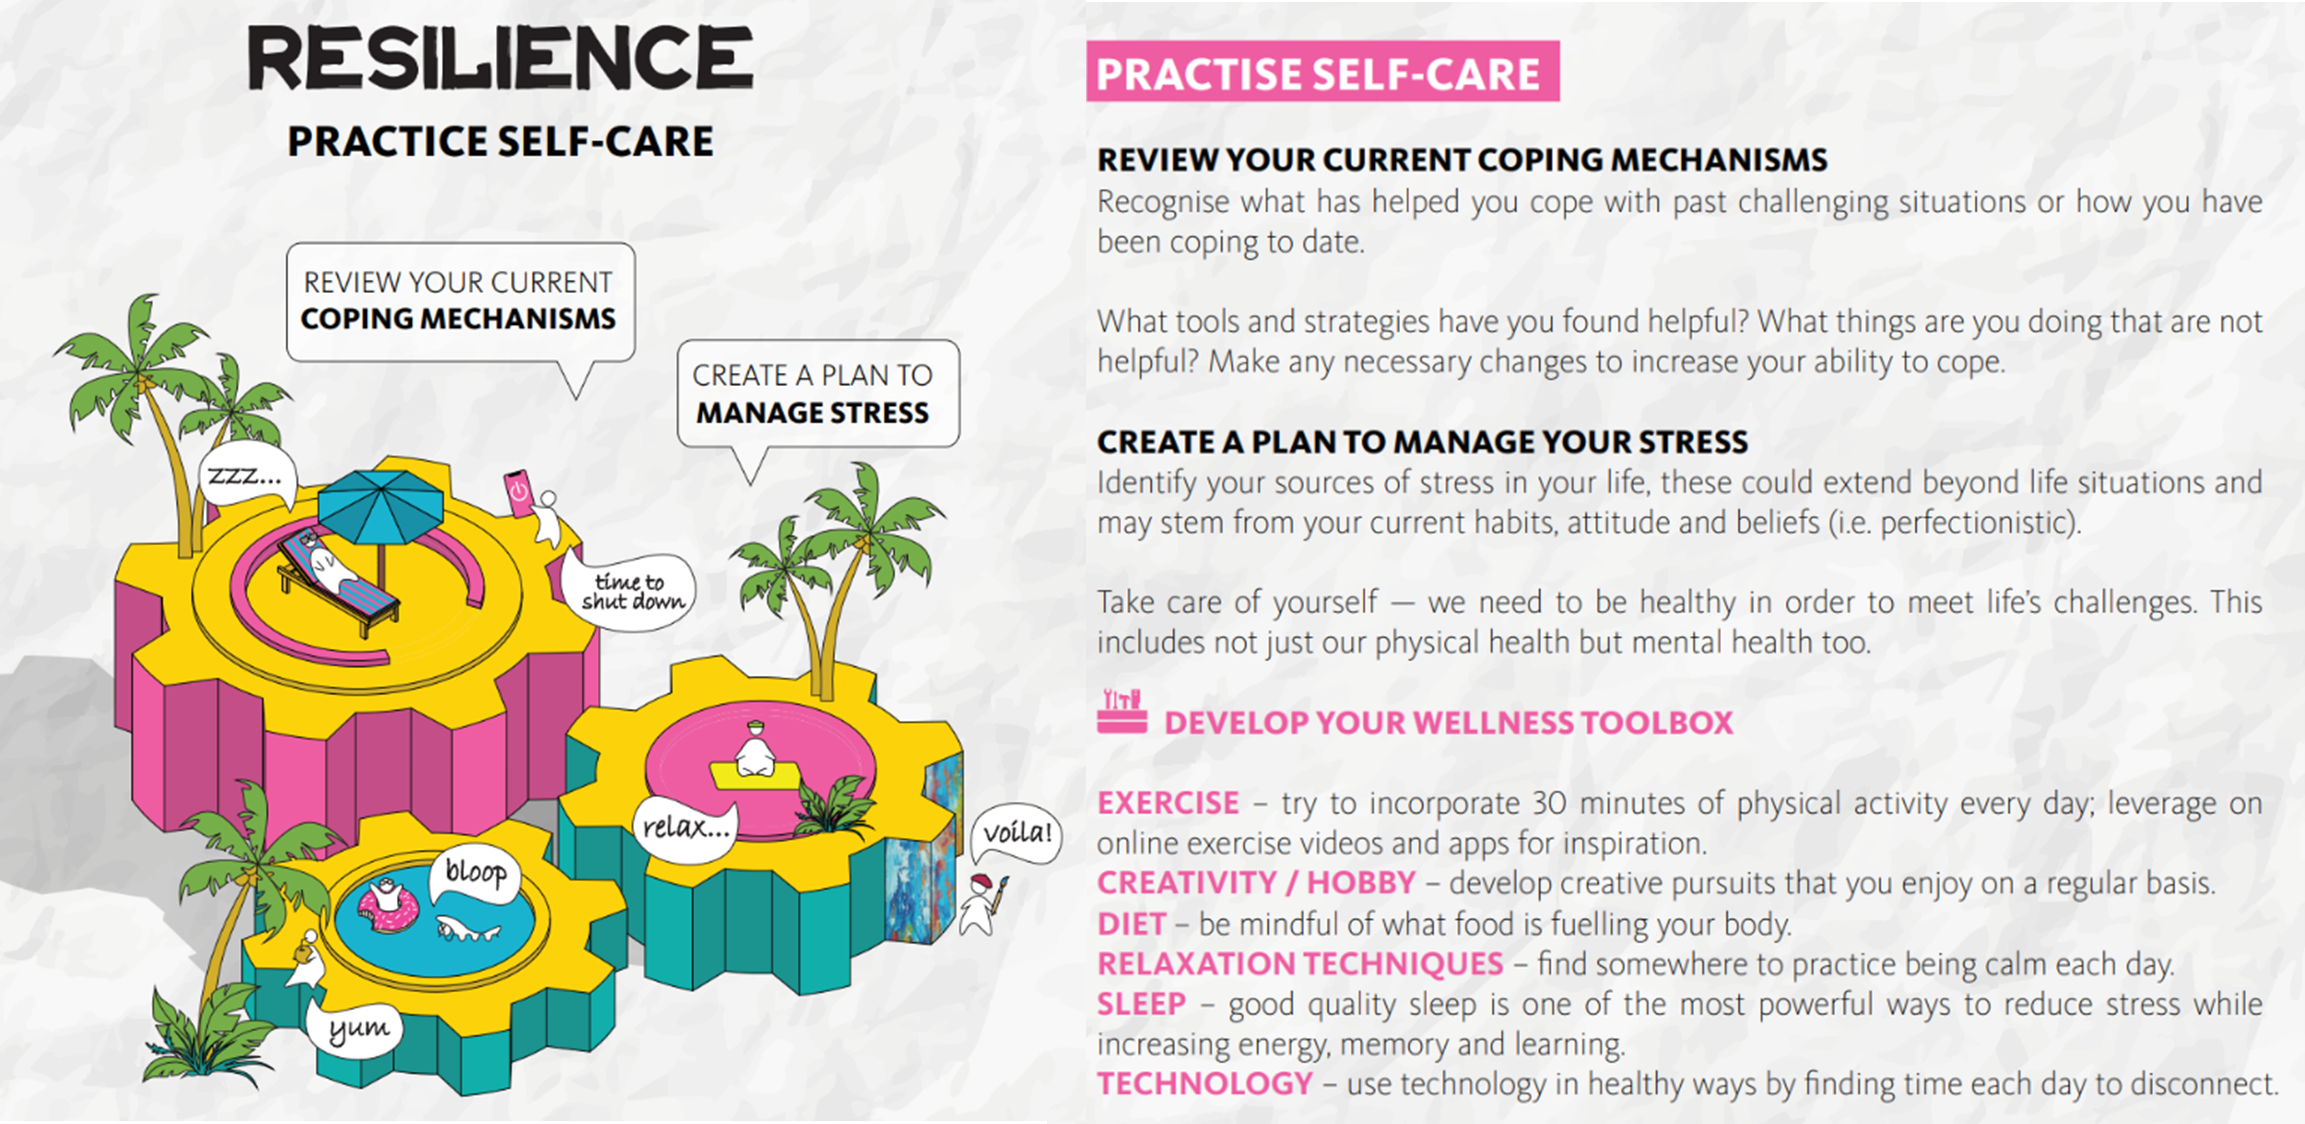 RESILIENCE
PRACTICE SELF-CARE
REVIEW YOUR CURRENT
COPING MECHANISMS
CREATE A PLAN TO
MANAGE STRESS
zzz...
time to
shut down
relax...
voíla!
bloop
yum
PRACTISE SELF-CARE
REVIEW YOUR CURRENT COPING MECHANISMS
Recognise what has helped you cope with past challenging situations or how you have
been coping to date.
What tools and strategies have you found helpful? What things are you doing that are not
helpful? Make any necessary changes to increase your ability to cope.
CREATE A PLAN TO MANAGE YOUR STRESS
Identify your sources of stress in your life, these could extend beyond life situations and
may stem from your current habits, attitude and beliefs (i.e. perfectionistic).
Take care of yourself — we need to be healthy in order to meet life's challenges. This
includes not just our physical health but mental health too.
DEVELOP YOUR WELLNESS TOOLBOX
EXERCISE – try to incorporate 30 minutes of physical activity every day; leverage on
online exercise videos and apps for inspiration.
CREATIVITY / HOBBY – develop creative pursuits that you enjoy on a regular basis.
DIET – be mindful of what food is fuelling your body.
RELAXATION TECHNIQUES – find somewhere to practice being calm each day.
SLEEP – good quality sleep is one of the most powerful ways to reduce stress while
increasing energy, memory and learning.
TECHNOLOGY – use technology in healthy ways by finding time each day to disconnect.